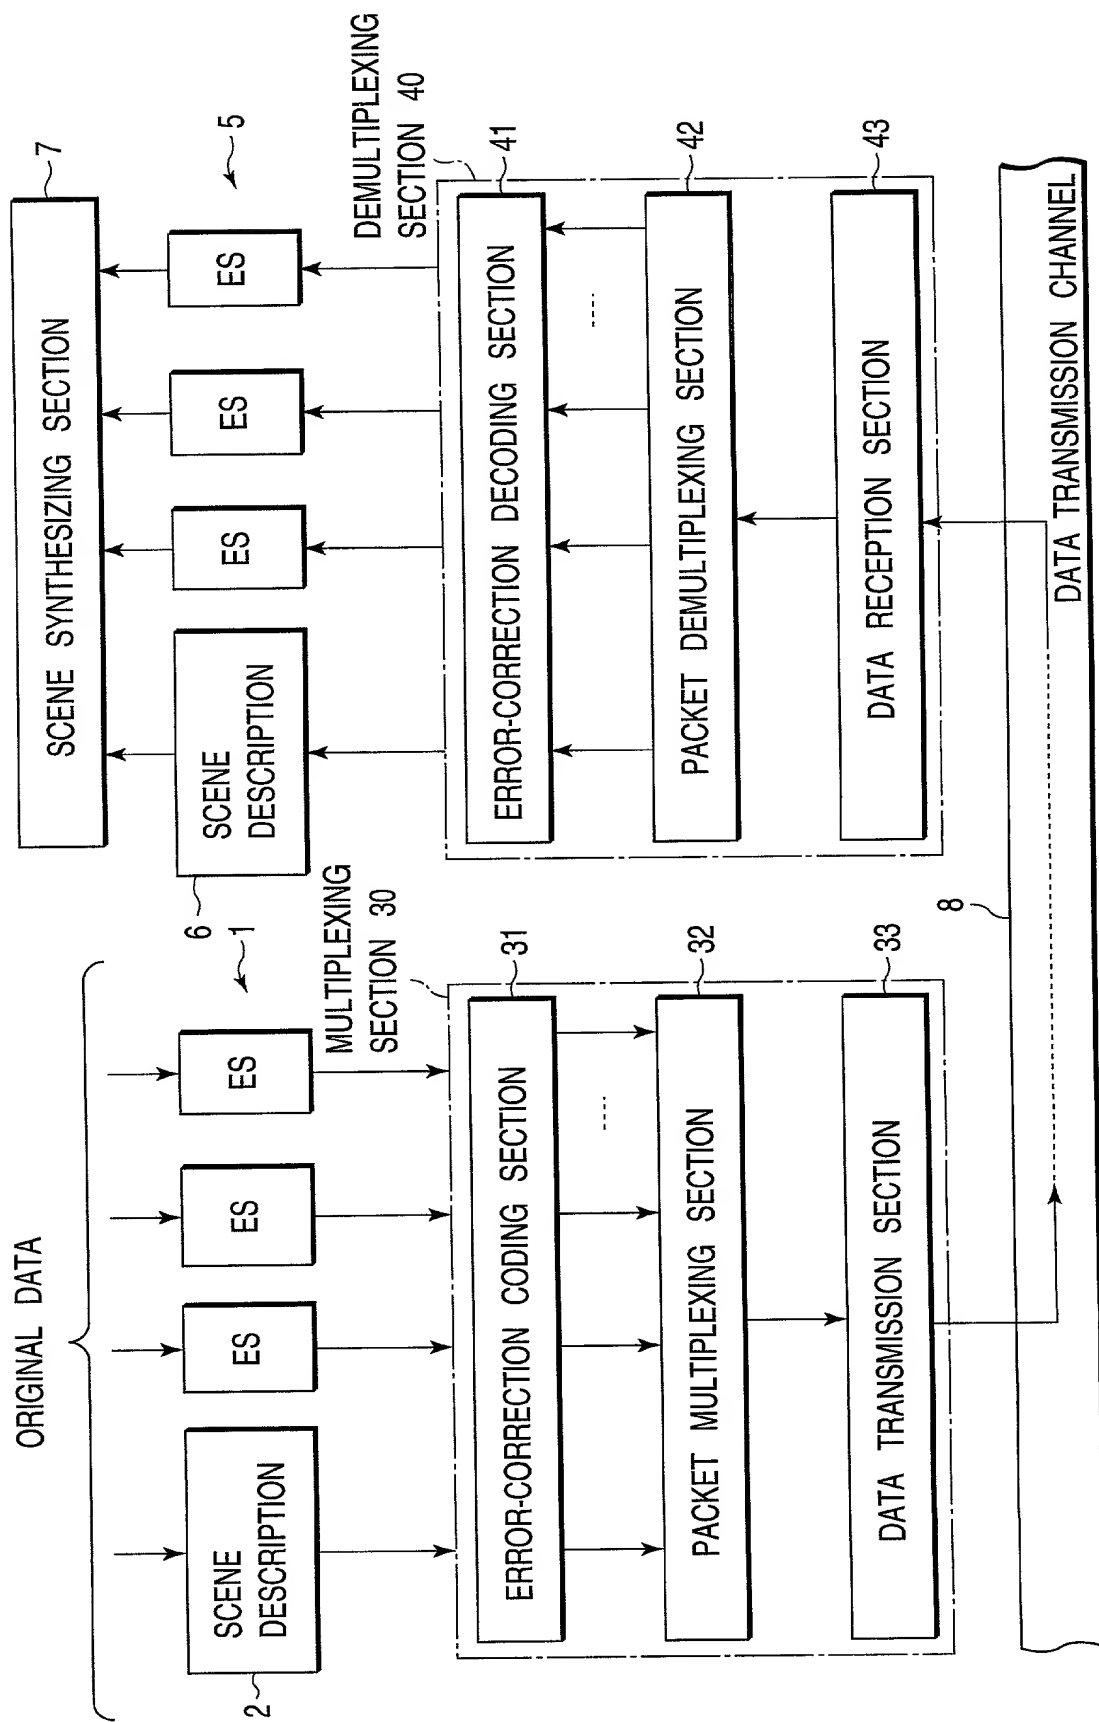 ORIGINAL DATA
SCENE
DESCRIPTION
2
ES
ES
ES
1
MULTIPLEXING
SECTION 30
ERROR-CORRECTION CODING SECTION
31
PACKET MULTIPLEXING SECTION
32
DATA TRANSMISSION SECTION
33
SCENE SYNTHESIZING SECTION
7
SCENE
DESCRIPTION
6
ES
ES
ES
5
DEMULTIPLEXING
SECTION 40
ERROR-CORRECTION DECODING SECTION
41
PACKET DEMULTIPLEXING SECTION
42
DATA RECEPTION SECTION
43
8
DATA TRANSMISSION CHANNEL